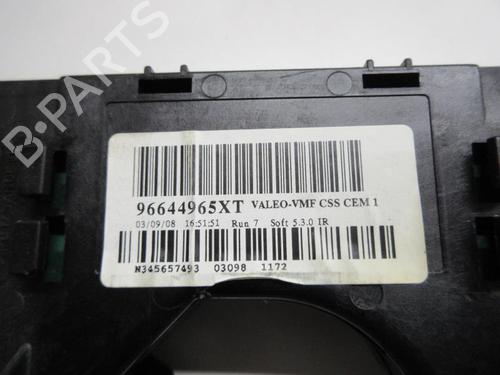 B-PARTS
96644965XT VALEO-VMF CSS CEM 1
03/09/08 16:51:51 Run 7 Soft 5.3.0 IR
N345657493 03098 1172